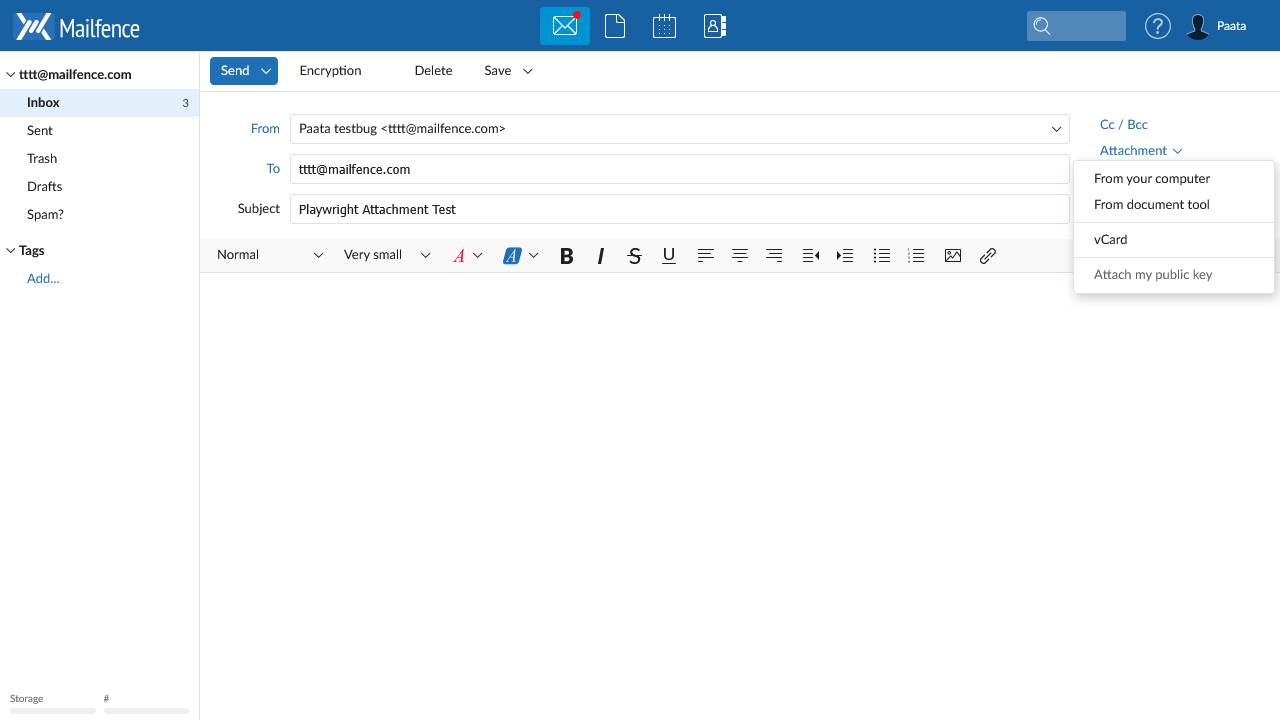 Mailfence
Paata
tttt@mailfence.com
Inbox 3
Sent
Trash
Drafts
Spam?
Tags
Add...
Storage #
Send Encryption Delete Save
From Paata testbug <tttt@mailfence.com>
To tttt@mailfence.com
Subject Playwright Attachment Test
Cc / Bcc
Attachment
From your computer
From document tool
vCard
Attach my public key
Normal Very small A A B I S U